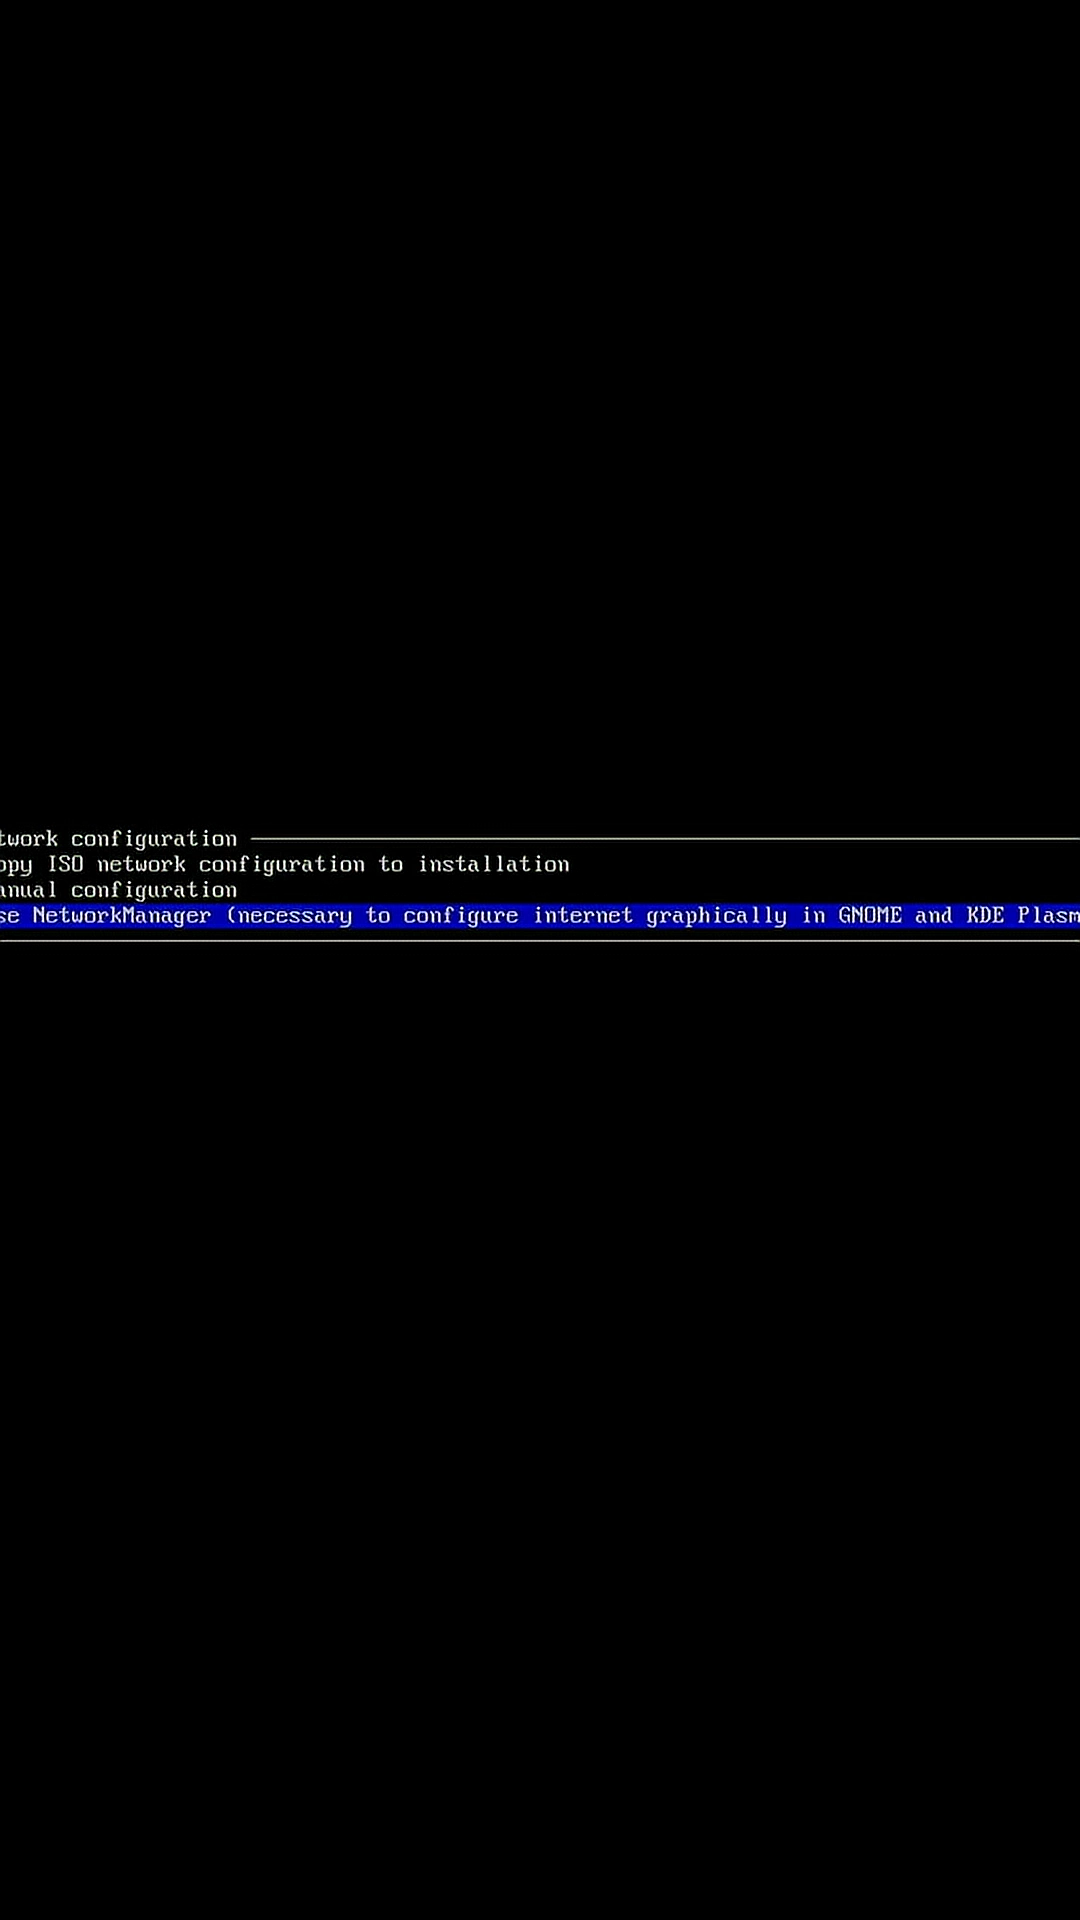 twork configuration
opy ISO network configuration to installation
anual configuration
se NetworkManager (necessary to configure internet graphically in GNOME and KDE Plasm